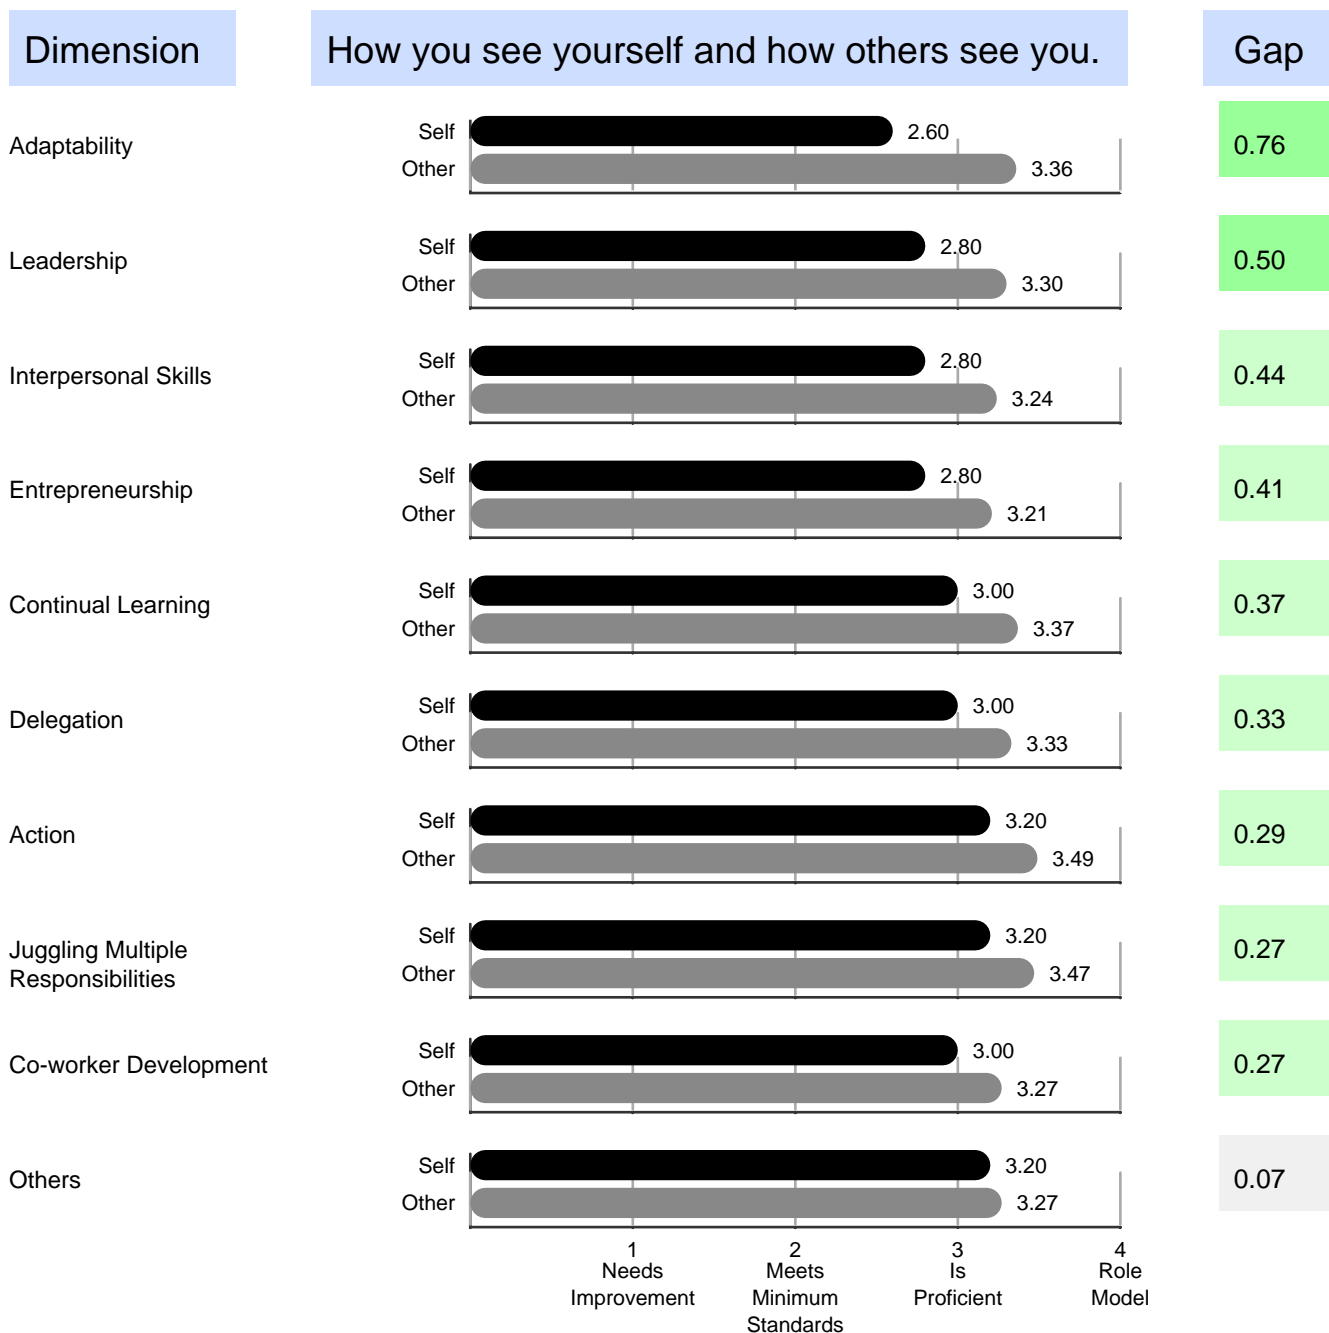 Dimension How you see yourself and how others see you. Gap
Adaptability
Self 2.60
Other 3.36
0.76
Leadership
Self 2.80
Other 3.30
0.50
Interpersonal Skills
Self 2.80
Other 3.24
0.44
Entrepreneurship
Self 2.80
Other 3.21
0.41
Continual Learning
Self 3.00
Other 3.37
0.37
Delegation
Self 3.00
Other 3.33
0.33
Action
Self 3.20
Other 3.49
0.29
Juggling Multiple
Responsibilities
Self 3.20
Other 3.47
0.27
Co-worker Development
Self 3.00
Other 3.27
0.27
Others
Self 3.20
Other 3.27
0.07
1 2 3 4
Needs Meets Is Role
Improvement Minimum Proficient Model
Standards